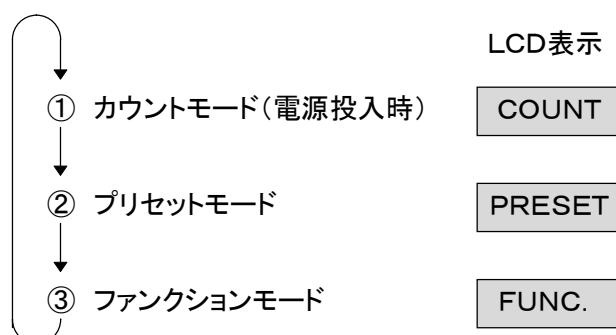 LCD表示
① カウントモード（電源投入時） COUNT
② プリセットモード PRESET
③ ファンクションモード FUNC.